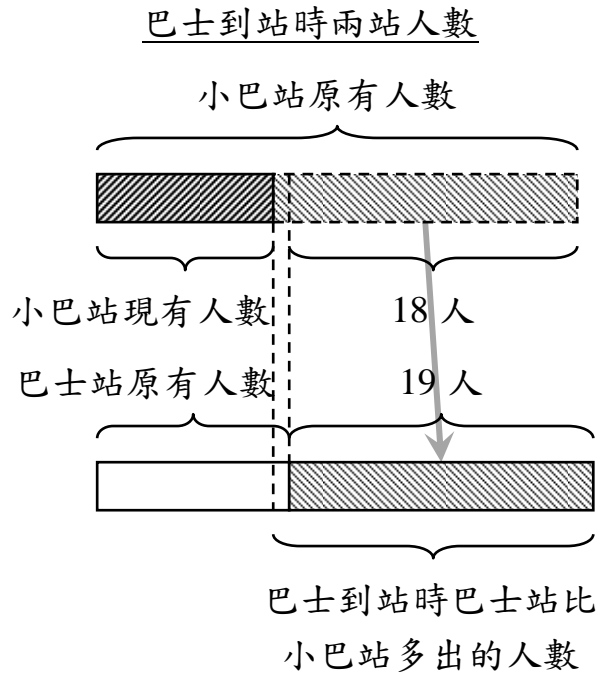 巴士到站時兩站人數
小巴站原有人數
小巴站現有人數
18 人
巴士站原有人數
19 人
巴士到站時巴士站比
小巴站多出的人數